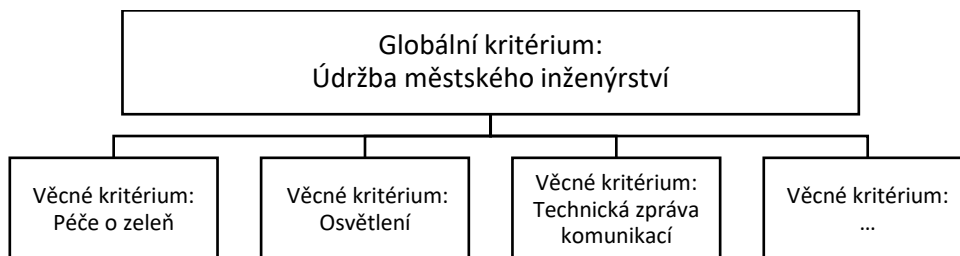 Globální kritérium:
Údržba městského inženýrství
Věcné kritérium:
Péče o zeleň
Věcné kritérium:
Osvětlení
Věcné kritérium:
Technická zpráva
komunikací
Věcné kritérium:
...